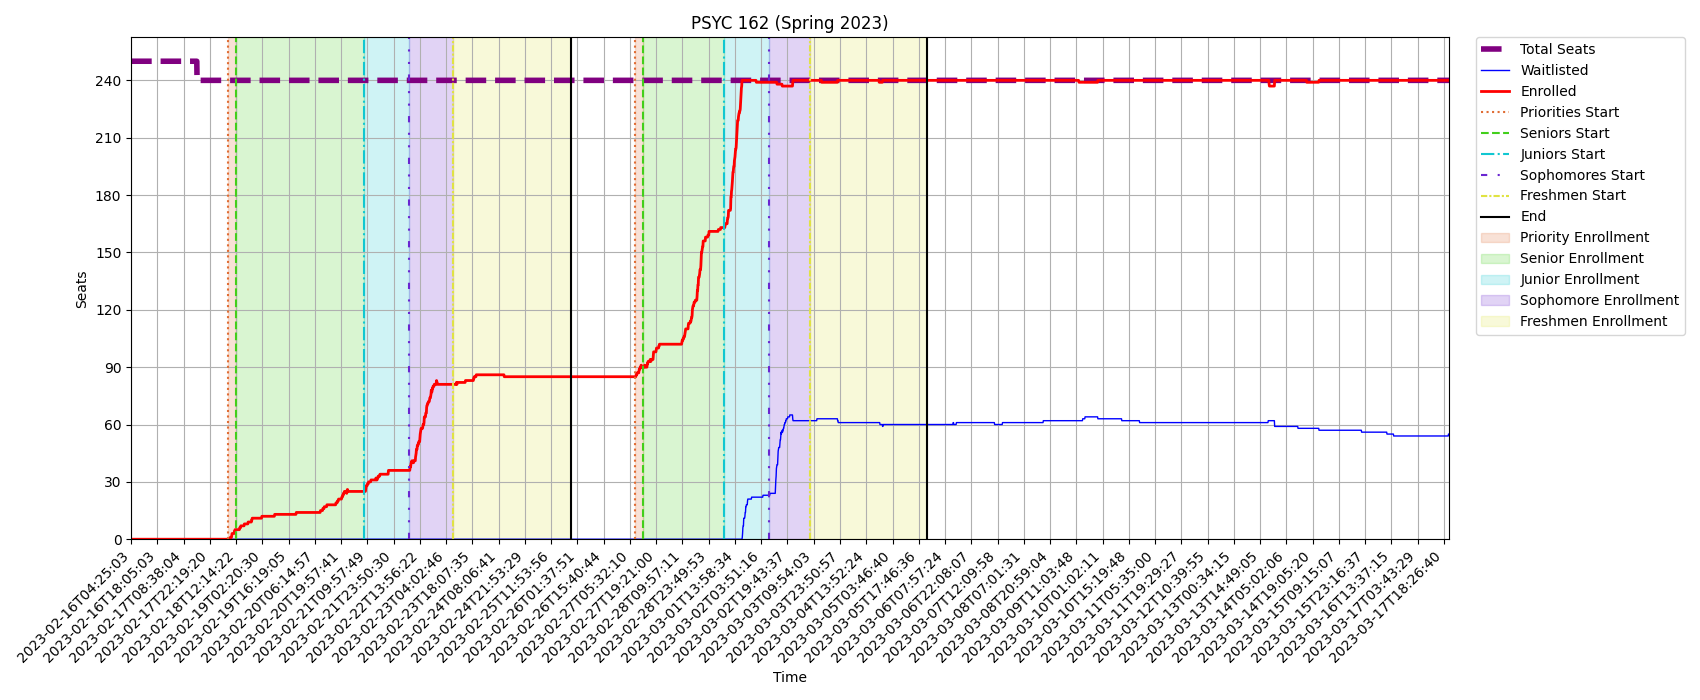 PSYC 162 (Spring 2023)
Seats
240
210
180
150
120
90
60
30
0
2023-02-16T04:25:03
2023-02-16T18:05:03
2023-02-17T08:38:04
2023-02-17T22:19:20
2023-02-18T12:14:22
2023-02-19T02:20:30
2023-02-19T16:19:05
2023-02-20T06:14:57
2023-02-20T19:57:41
2023-02-21T09:57:49
2023-02-21T23:50:30
2023-02-22T13:56:22
2023-02-23T04:02:46
2023-02-23T18:07:35
2023-02-24T08:06:41
2023-02-24T21:53:29
2023-02-25T11:53:56
2023-02-26T01:37:51
2023-02-26T15:40:44
2023-02-27T05:32:10
2023-02-27T19:21:00
2023-02-28T09:57:11
2023-02-28T23:49:53
2023-03-01T13:58:34
2023-03-02T03:51:16
2023-03-02T19:43:37
2023-03-03T09:54:03
2023-03-03T23:50:57
2023-03-04T13:52:24
2023-03-05T03:46:40
2023-03-05T17:46:36
2023-03-06T07:57:24
2023-03-06T22:08:07
2023-03-07T12:09:58
2023-03-08T07:01:31
2023-03-08T20:59:04
2023-03-09T11:03:48
2023-03-10T01:02:11
2023-03-10T15:19:48
2023-03-11T05:35:00
2023-03-11T19:29:27
2023-03-12T10:39:55
2023-03-13T00:34:15
2023-03-13T14:49:05
2023-03-14T05:02:06
2023-03-14T19:05:20
2023-03-15T09:15:07
2023-03-15T23:16:37
2023-03-16T13:37:15
2023-03-17T03:43:29
2023-03-17T18:26:40
Time
Total Seats
Waitlisted
Enrolled
Priorities Start
Seniors Start
Juniors Start
Sophomores Start
Freshmen Start
End
Priority Enrollment
Senior Enrollment
Junior Enrollment
Sophomore Enrollment
Freshmen Enrollment